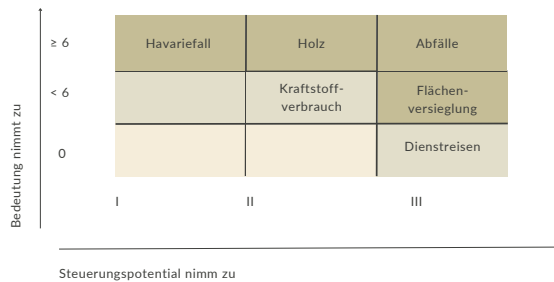 ≥ 6
Havariefall
Holz
Abfälle
< 6
Kraftstoff-
verbrauch
Flächen-
versieglung
0
Dienstreisen
Bedeutung nimmt zu
I
II
III
Steuerungspotential nimm zu